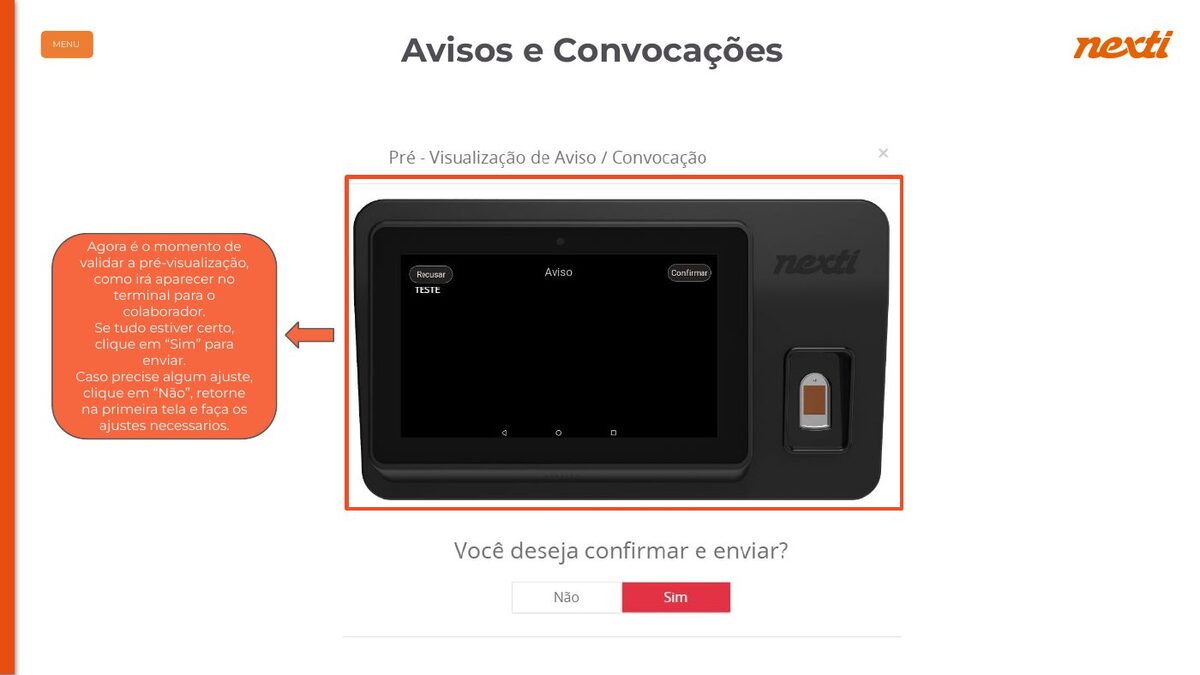 MENU
Avisos e Convocações
nexti
Pré - Visualização de Aviso / Convocação
×
Agora é o momento de
validar a pré-visualização,
como irá aparecer no
terminal para o
colaborador.
Se tudo estiver certo,
clique em “Sim” para
enviar.
Caso precise algum ajuste,
clique em “Não”, retorne
na primeira tela e faça os
ajustes necessarios.
Recusar
Aviso
Confirmar
TESTE
nexti
Você deseja confirmar e enviar?
Não
Sim